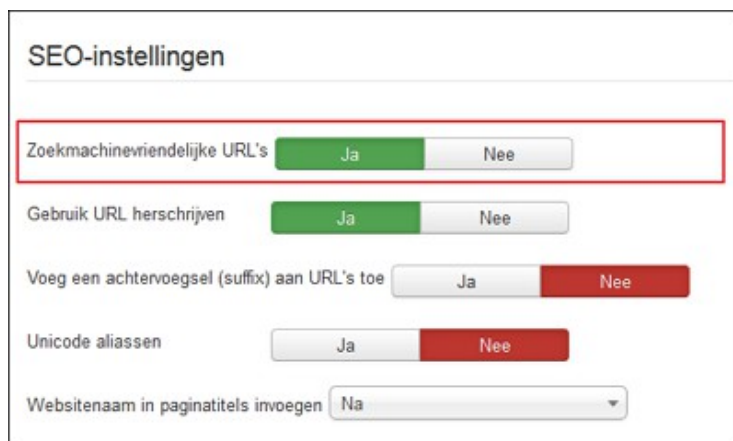 SEO-instellingen
Zoekmachinevriendelijke URL's Ja Nee
Gebruik URL herschrijven Ja Nee
Voeg een achtervoegsel (suffix) aan URL's toe Ja Nee
Unicode aliassen Ja Nee
Websitenaam in paginatitels invoegen Na